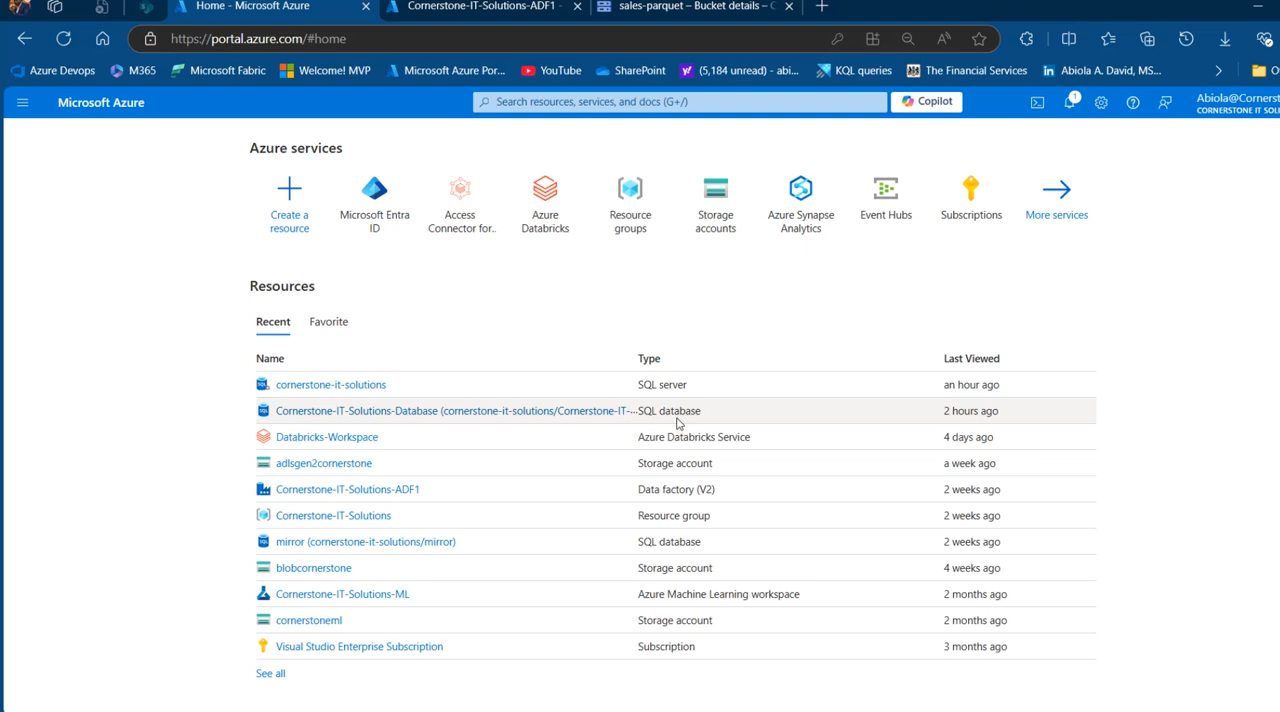 Home - Microsoft Azure
Cornerstone-IT-Solutions-ADF1 -
sales-parquet – Bucket details – C
https://portal.azure.com/#home
Azure Devops
M365
Microsoft Fabric
Welcome! MVP
Microsoft Azure Por...
YouTube
SharePoint
(5,184 unread) - abi...
KQL queries
The Financial Services
Abiola A. David, MS...
Microsoft Azure
Search resources, services, and docs (G+/)
Copilot
1
Abiola@Cornerst
CORNERSTONE IT SOL
Azure services
Create a resource
Microsoft Entra ID
Access Connector for..
Azure Databricks
Resource groups
Storage accounts
Azure Synapse Analytics
Event Hubs
Subscriptions
More services
Resources
Recent Favorite
Name Type Last Viewed
cornerstone-it-solutions SQL server an hour ago
Cornerstone-IT-Solutions-Database (cornerstone-it-solutions/Cornerstone-IT-... SQL database 2 hours ago
Databricks-Workspace Azure Databricks Service 4 days ago
adlsgen2cornerstone Storage account a week ago
Cornerstone-IT-Solutions-ADF1 Data factory (V2) 2 weeks ago
Cornerstone-IT-Solutions Resource group 2 weeks ago
mirror (cornerstone-it-solutions/mirror) SQL database 2 weeks ago
blobcornerstone Storage account 4 weeks ago
Cornerstone-IT-Solutions-ML Azure Machine Learning workspace 2 months ago
cornerstoneml Storage account 2 months ago
Visual Studio Enterprise Subscription Subscription 3 months ago
See all